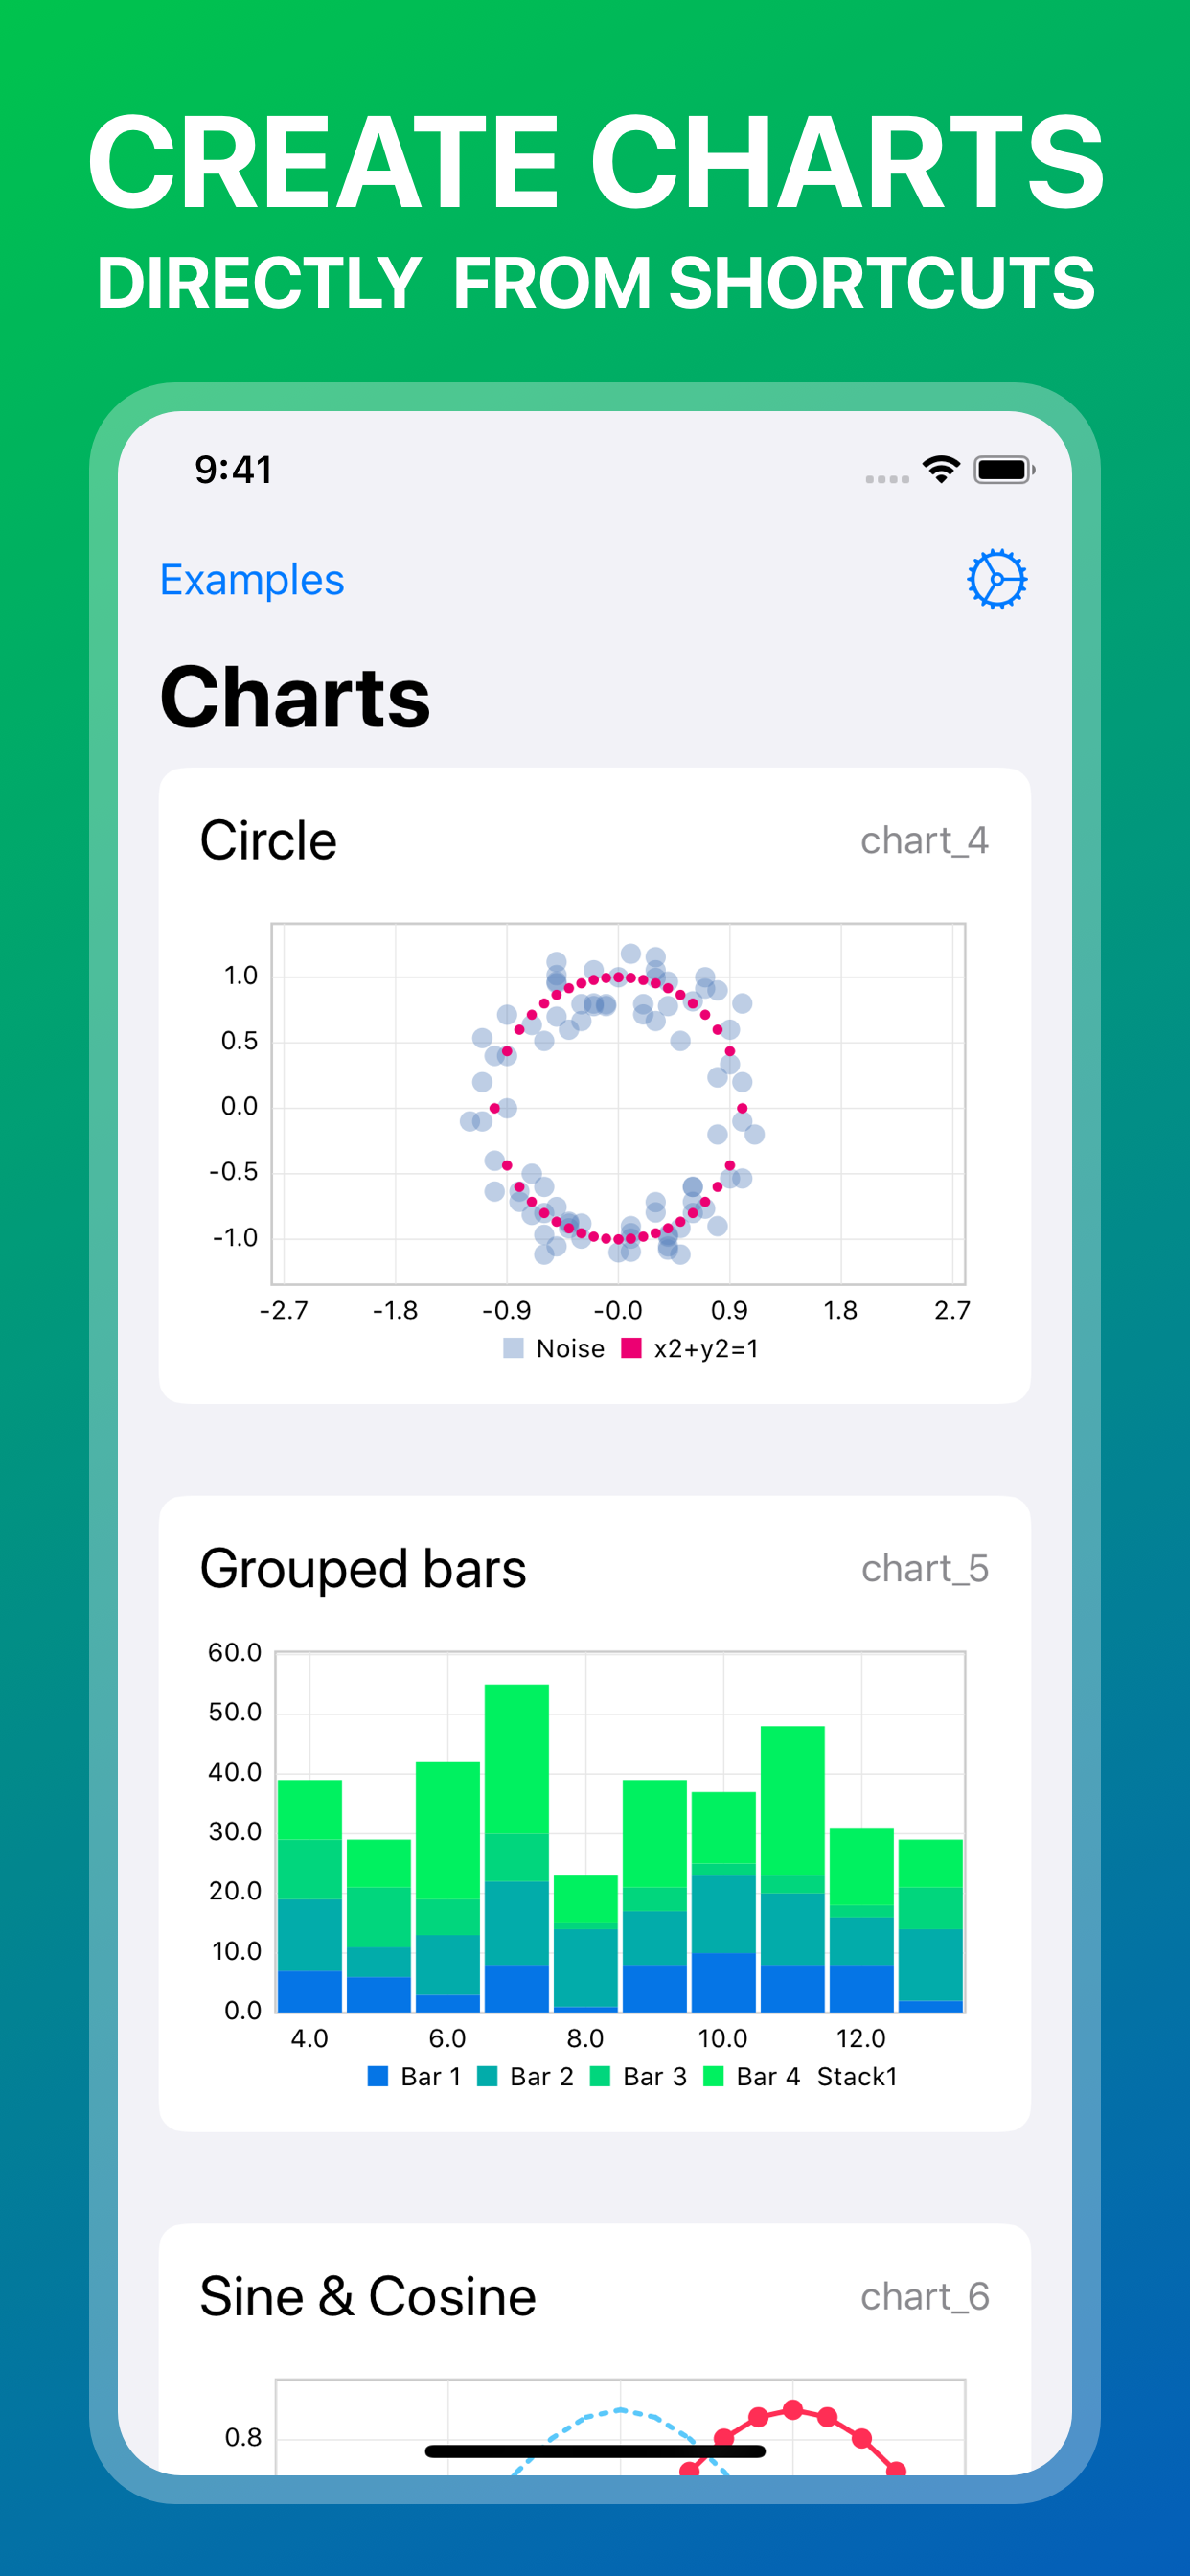 CREATE CHARTS
DIRECTLY FROM SHORTCUTS
9:41
Examples
Charts
Circle chart_4
1.0
0.5
0.0
-0.5
-1.0
-2.7 -1.8 -0.9 -0.0 0.9 1.8 2.7
Noise x2+y2=1
Grouped bars chart_5
60.0
50.0
40.0
30.0
20.0
10.0
0.0
4.0 6.0 8.0 10.0 12.0
Bar 1 Bar 2 Bar 3 Bar 4 Stack1
Sine & Cosine chart_6
0.8